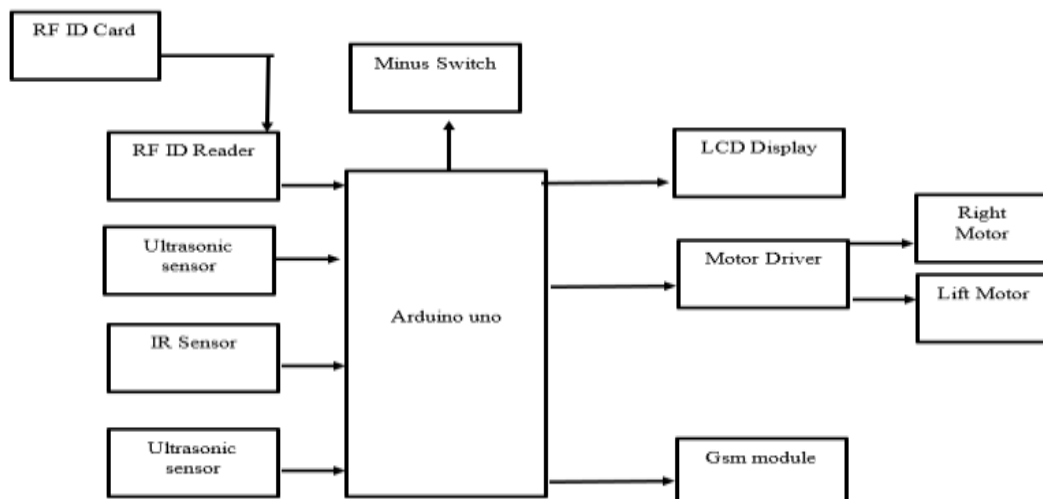 RF ID Card
Minus Switch
RF ID Reader
LCD Display
Right
Motor
Ultrasonic
sensor
Motor Driver
Lift Motor
Arduino uno
IR Sensor
Ultrasonic
sensor
Gsm module